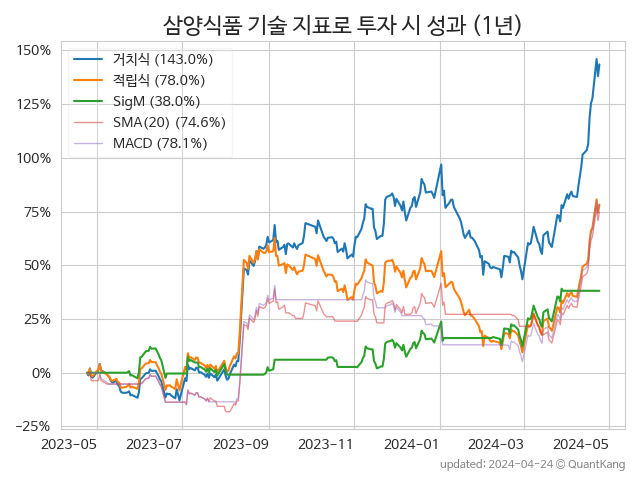 삼양식품 기술 지표로 투자 시 성과 (1년)
150%
125%
100%
75%
50%
25%
0%
−25%
거치식 (143.0%)
적립식 (78.0%)
SigM (38.0%)
SMA(20) (74.6%)
MACD (78.1%)
2023-05 2023-07 2023-09 2023-11 2024-01 2024-03 2024-05
updated: 2024-04-24 ⓒ QuantKang